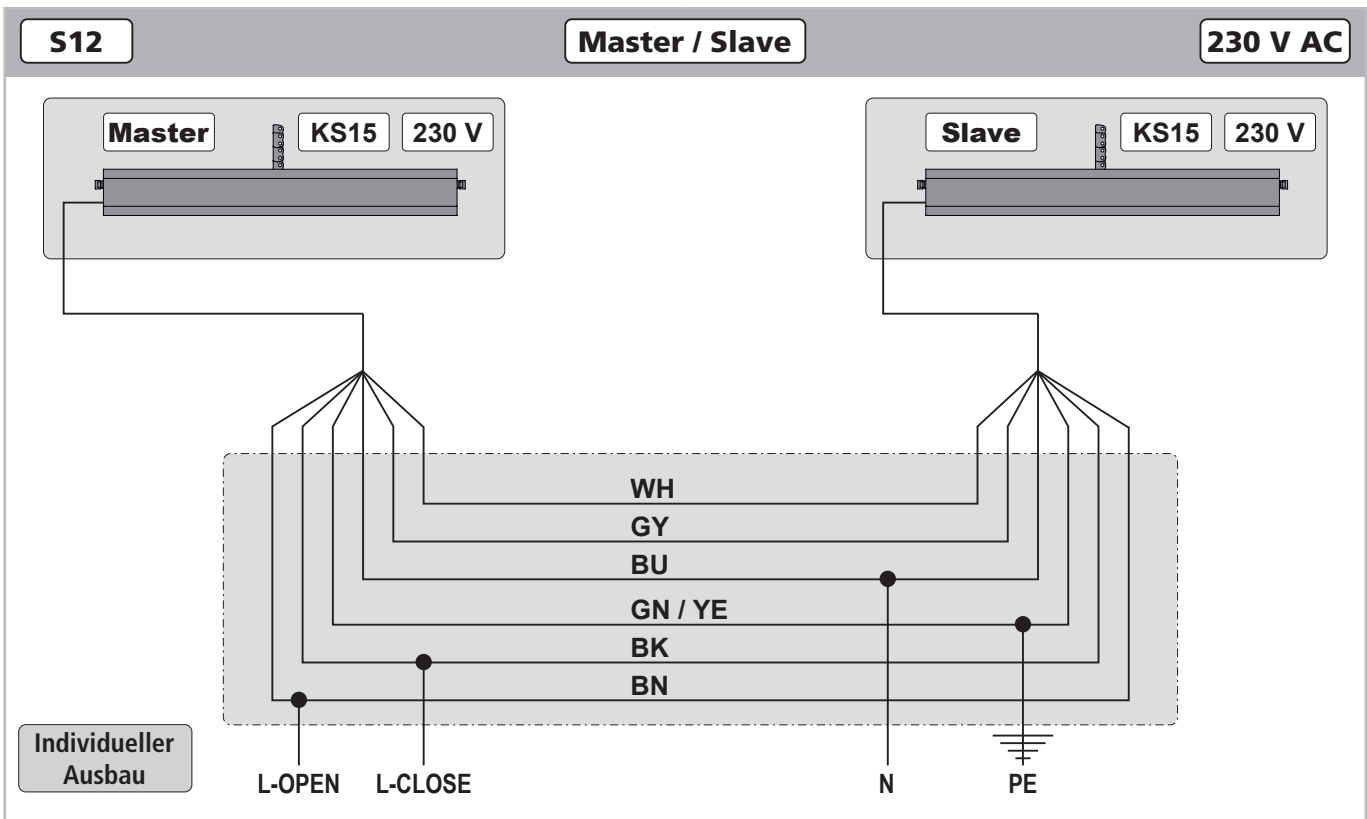 S12 Master / Slave 230 V AC
Master KS15 230 V Slave KS15 230 V
WH
GY
BU
GN / YE
BK
BN
Individueller
Ausbau
L-OPEN L-CLOSE N PE